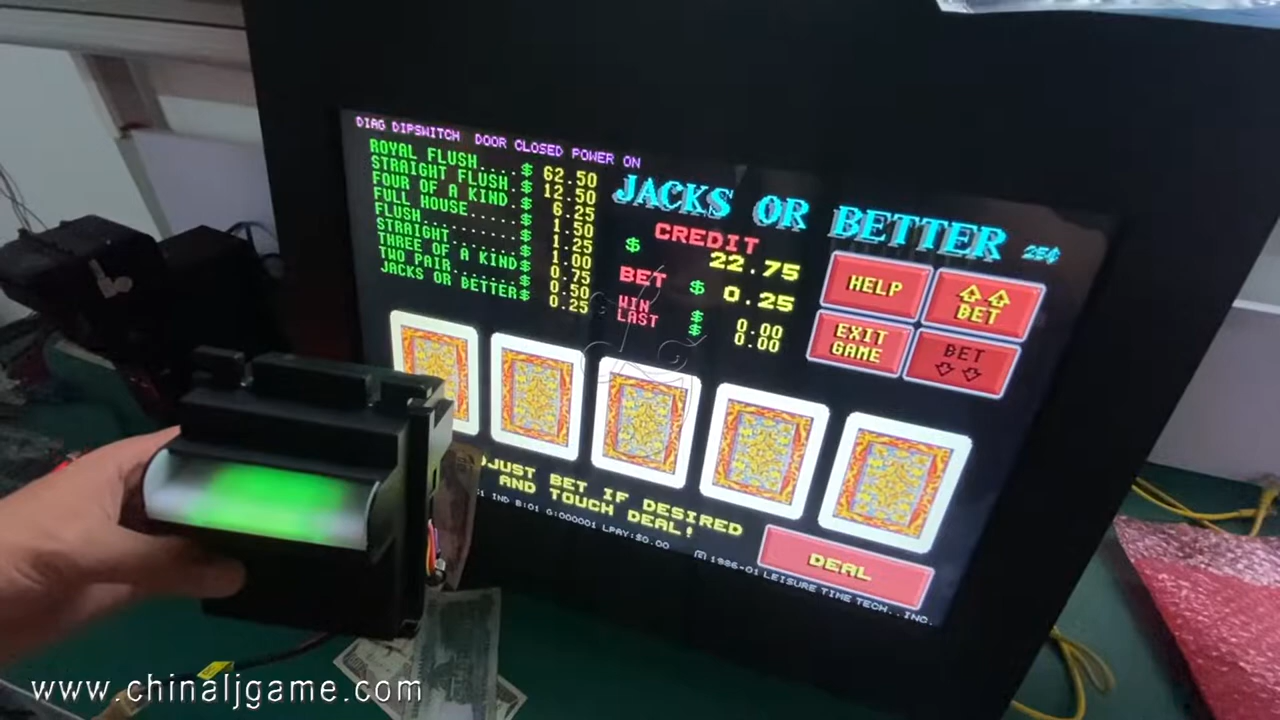 DIAG DIPSWITCH DOOR CLOSED POWER ON
ROYAL FLUSH....$ 62.50
STRAIGHT FLUSH.$ 12.50
FOUR OF A KIND.$ 6.25
FULL HOUSE.....$ 1.50
FLUSH..........$ 1.25
STRAIGHT.......$ 1.00
THREE OF A KIND$ 0.75
TWO PAIR.......$ 0.50
JACKS OR BETTER$ 0.25
JACKS OR BETTER 25¢
CREDIT
$ 22.75
BET $ 0.25
WIN $ 0.00
LAST $ 0.00
HELP
BET
EXIT GAME
BET
DJUST BET IF DESIRED
AND TOUCH DEAL!
IND B:01 G:000001 LPAY:$0.00
1986-01 LEISURE TIME TECH., INC.
DEAL
www.chinaljgame.com